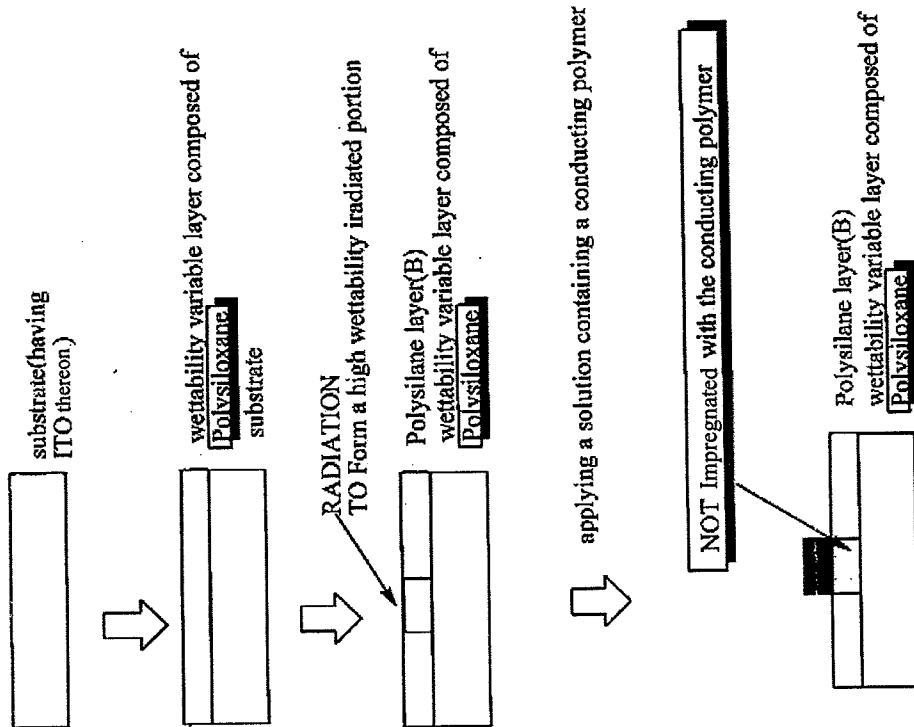 substrate(having
ITO thereon)
wettability variable layer composed of
Polysiloxane
substrate
RADIATION
TO Form a high wettability iradiated portion
Polysilane layer(B)
wettability variable layer composed of
Polysiloxane
applying a solution containing a conducting polymer
NOT Impregnated with the conducting polymer
Polysilane layer(B)
wettability variable layer composed of
Polysiloxane